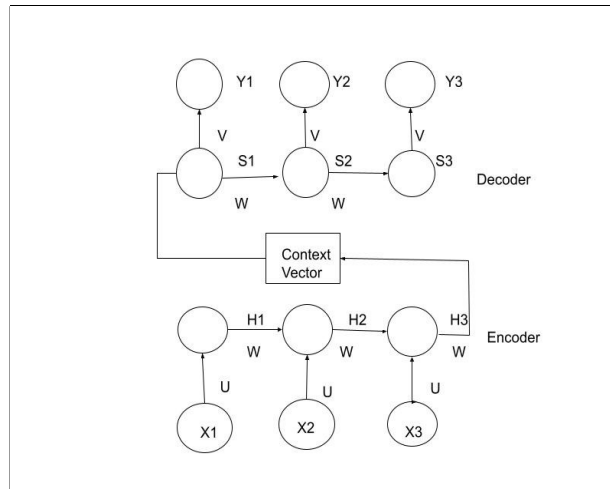 Y1 Y2 Y3
V V V
S1 S2 S3
Decoder
W W
Context
Vector
H1 H2 H3
Encoder
W W W
U U U
X1 X2 X3